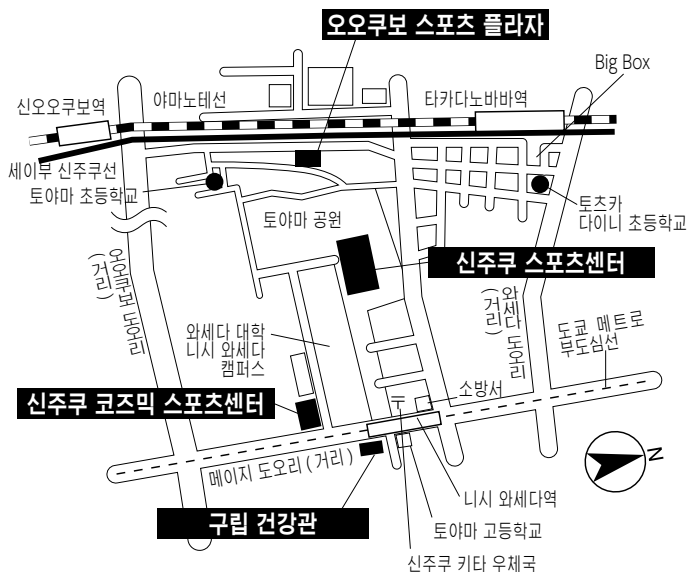 오오쿠보 스포츠 플라자
Big Box
신오오쿠보역
야마노테선
타카다노바바역
세이부 신주쿠선
토야마 초등학교
토야마 공원
토츠카
다이니 초등학교
신주쿠 스포츠센터
오오쿠보 도오리
(거리)
와세다 도오리
(거리)
와세다 대학
니시 와세다
캠퍼스
도쿄 메트로
부도심선
신주쿠 코즈믹 스포츠센터
소방서
〒
메이지 도오리 (거리)
N
니시 와세다역
구립 건강관
토야마 고등학교
신주쿠 키타 우체국